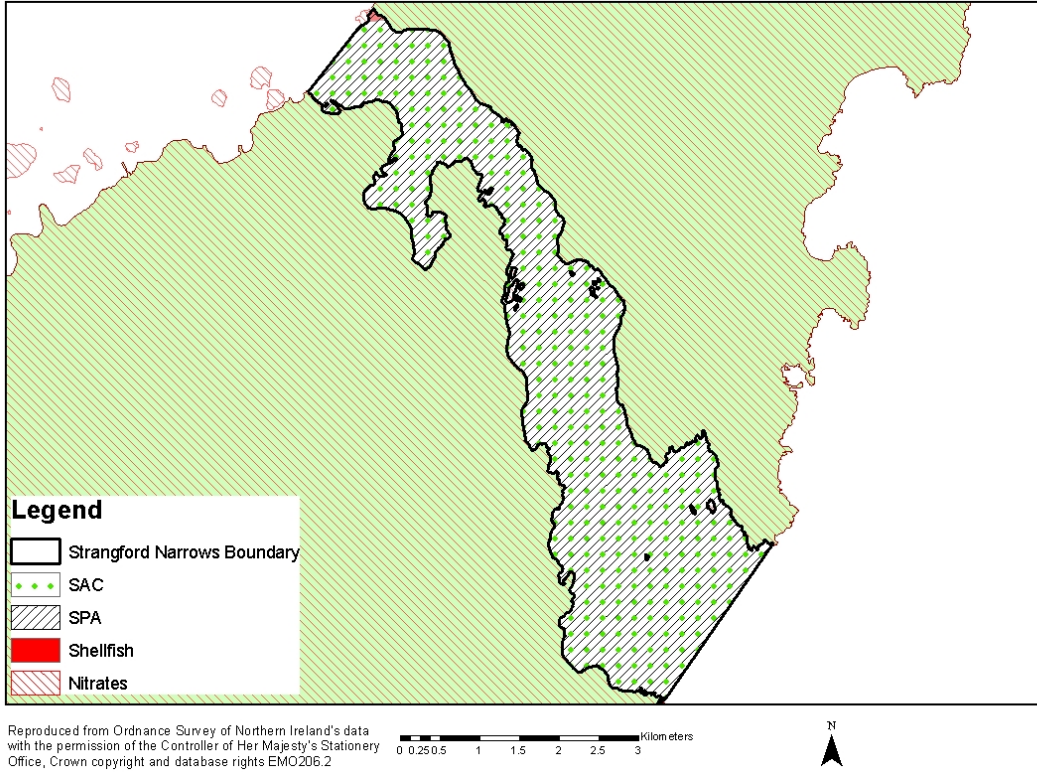 Legend
Strangford Narrows Boundary
SAC
SPA
Shellfish
Nitrates
Reproduced from Ordnance Survey of Northern Ireland's data
with the permission of the Controller of Her Majesty's Stationery
Office, Crown copyright and database rights EMO206.2
Kilometers
0 0.250.5 1 1.5 2 2.5 3
N